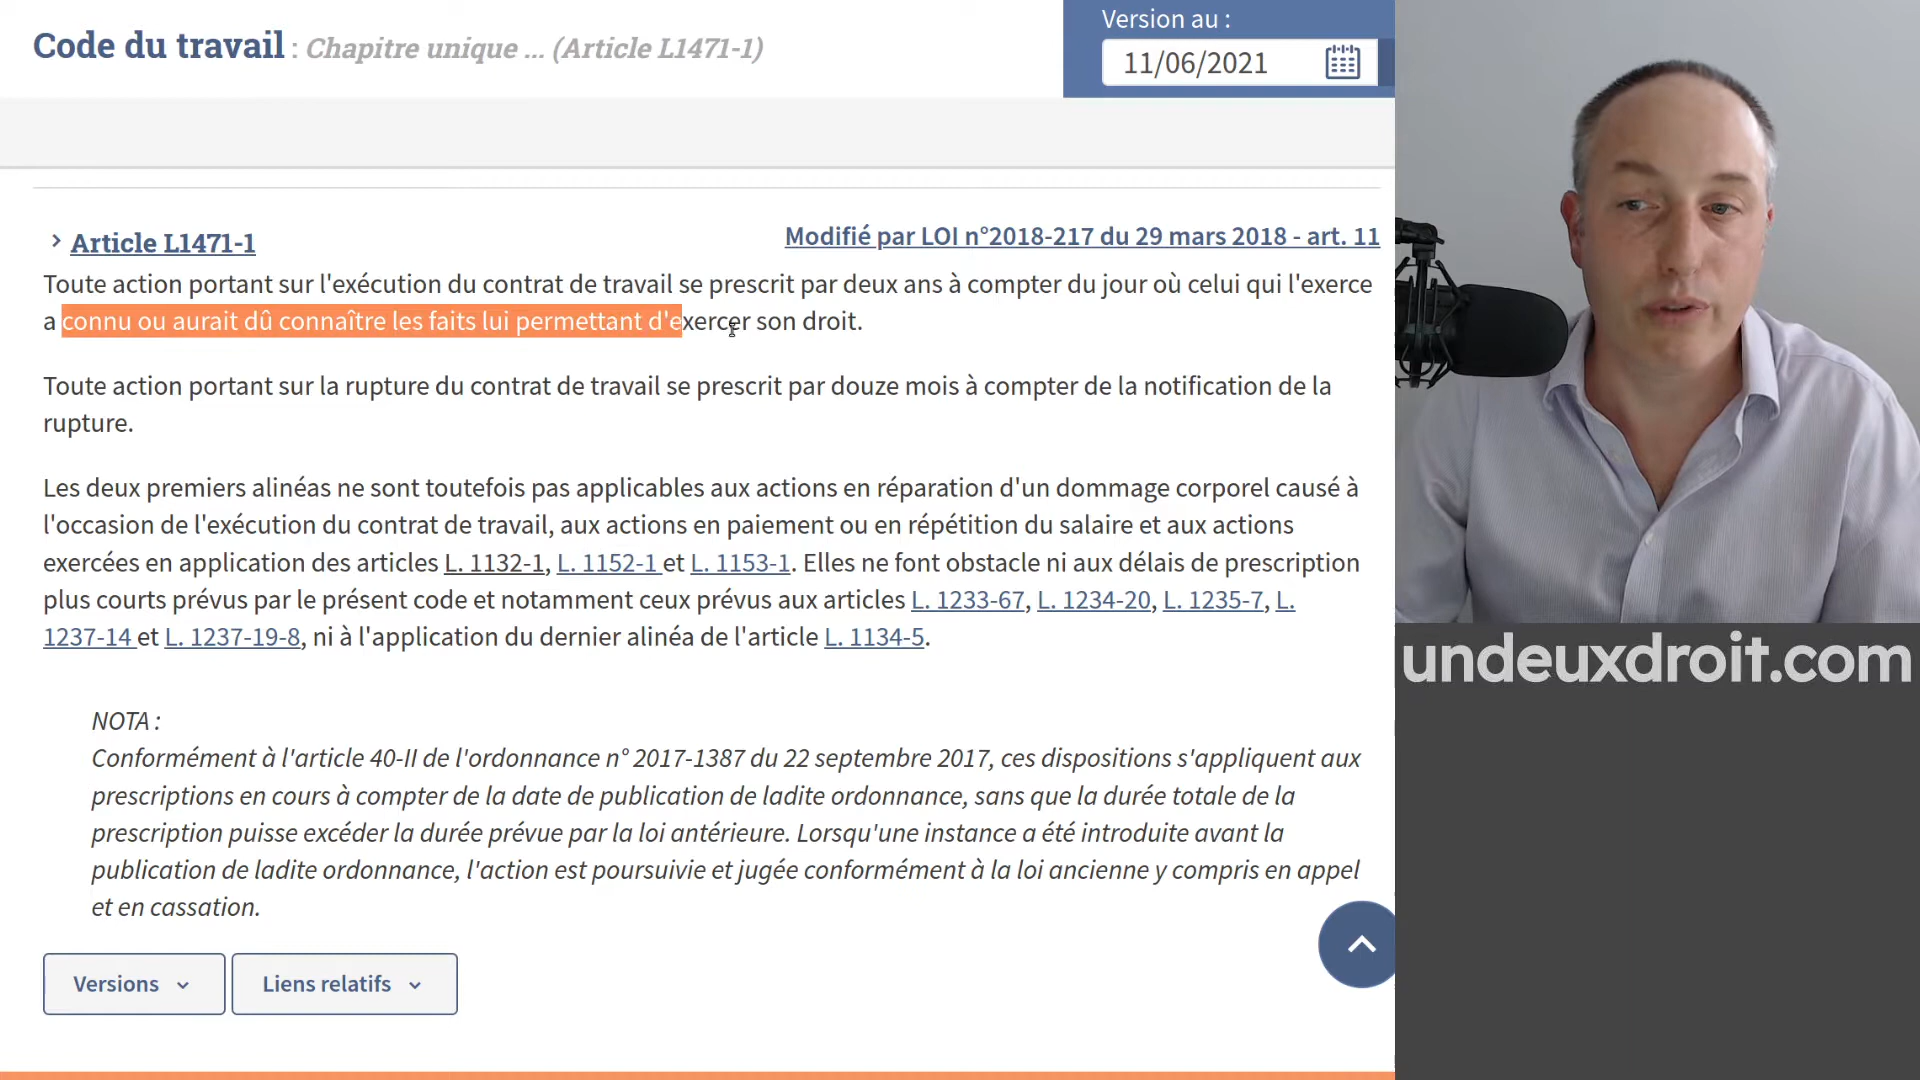 Code du travail : Chapitre unique ... (Article L1471-1)
Version au :
11/06/2021
Article L1471-1
Modifié par LOI n°2018-217 du 29 mars 2018 - art. 11
Toute action portant sur l'exécution du contrat de travail se prescrit par deux ans à compter du jour où celui qui l'exerce
a connu ou aurait dû connaître les faits lui permettant d'exercer son droit.
Toute action portant sur la rupture du contrat de travail se prescrit par douze mois à compter de la notification de la
rupture.
Les deux premiers alinéas ne sont toutefois pas applicables aux actions en réparation d'un dommage corporel causé à
l'occasion de l'exécution du contrat de travail, aux actions en paiement ou en répétition du salaire et aux actions
exercées en application des articles L. 1132-1, L. 1152-1 et L. 1153-1. Elles ne font obstacle ni aux délais de prescription
plus courts prévus par le présent code et notamment ceux prévus aux articles L. 1233-67, L. 1234-20, L. 1235-7, L.
1237-14 et L. 1237-19-8, ni à l'application du dernier alinéa de l'article L. 1134-5.
NOTA :
Conformément à l'article 40-II de l'ordonnance n° 2017-1387 du 22 septembre 2017, ces dispositions s'appliquent aux
prescriptions en cours à compter de la date de publication de ladite ordonnance, sans que la durée totale de la
prescription puisse excéder la durée prévue par la loi antérieure. Lorsqu'une instance a été introduite avant la
publication de ladite ordonnance, l'action est poursuivie et jugée conformément à la loi ancienne y compris en appel
et en cassation.
Versions
Liens relatifs
undeuxdroit.com